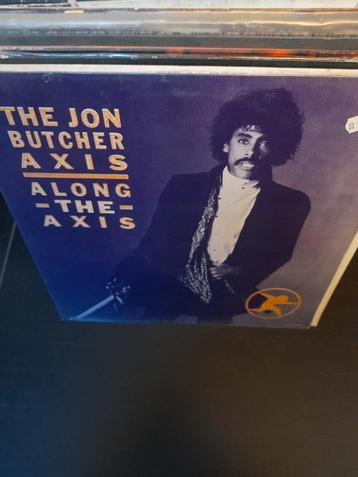 THE JON
BUTCHER
AXIS
ALONG
-THE-
AXIS